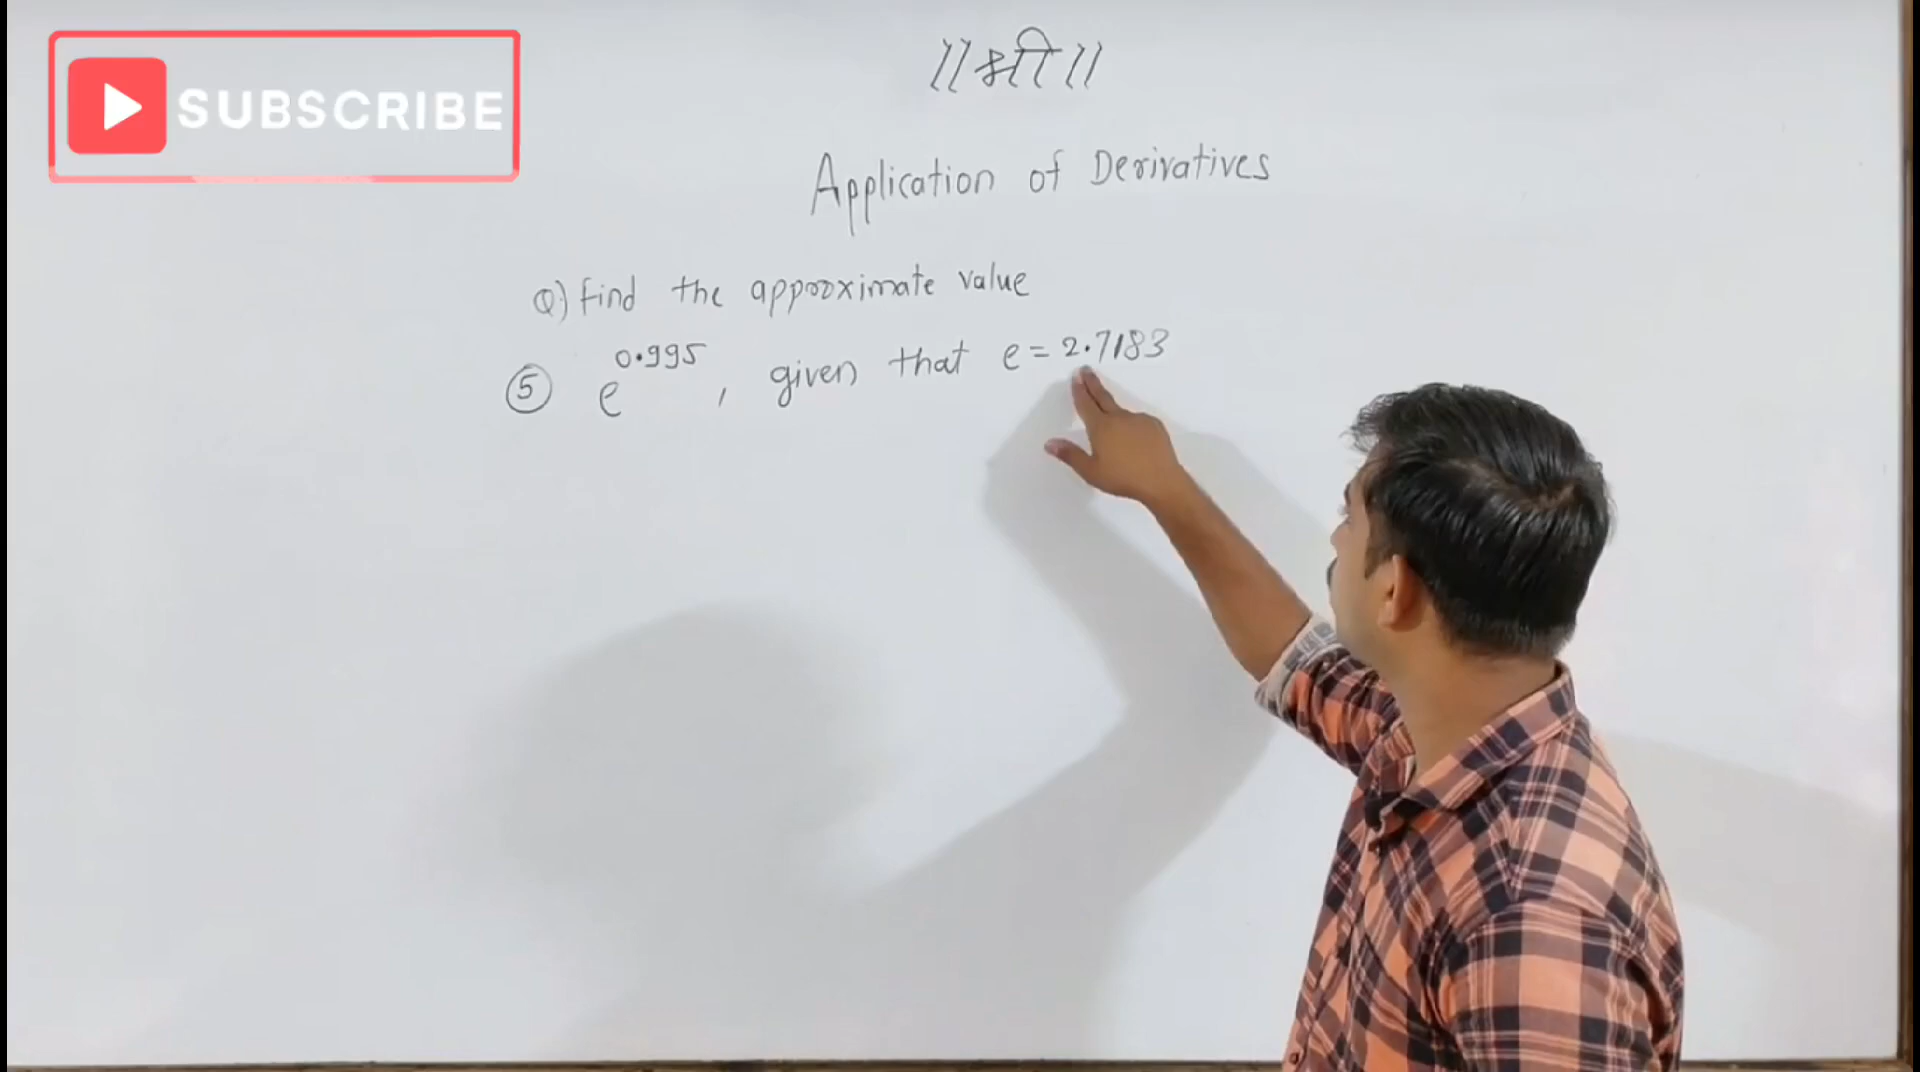 SUBSCRIBE
॥श्री॥
Application of Derivatives
Q) Find the approximate value
⑤ e^0.995, given that e = 2.7183